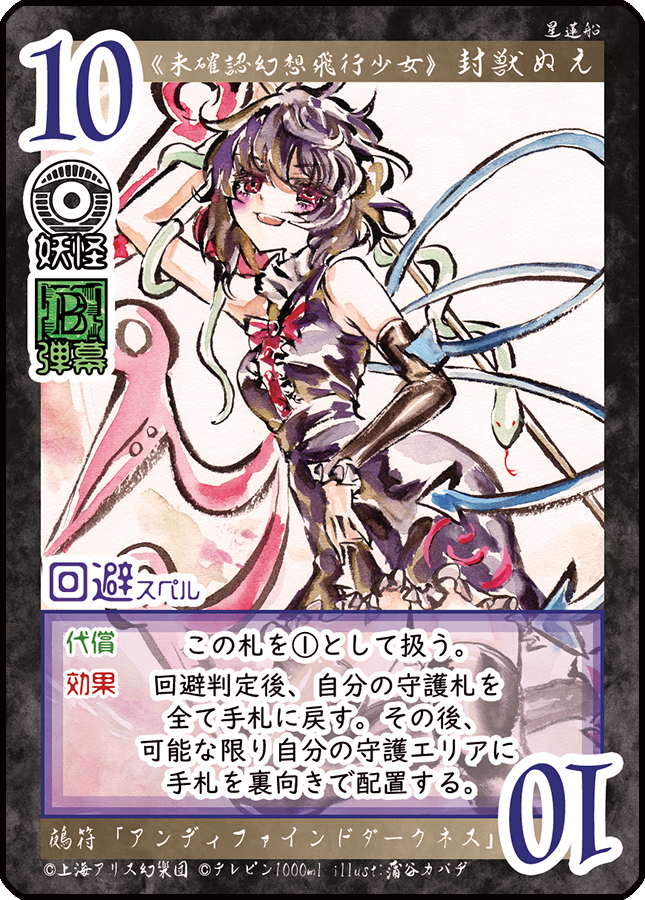 星蓮船
10
《未確認幻想飛行少女》 封獣ぬえ
妖怪
B
弾幕
回避スペル
代償 この札を①として扱う。
効果 回避判定後、自分の守護札を
全て手札に戻す。その後、
可能な限り自分の守護エリアに
手札を裏向きで配置する。
10
鵺符「アンディファインドダークネス」
©上海アリス幻樂団 ©テレピン1000ml illust:蒲谷カバヂ